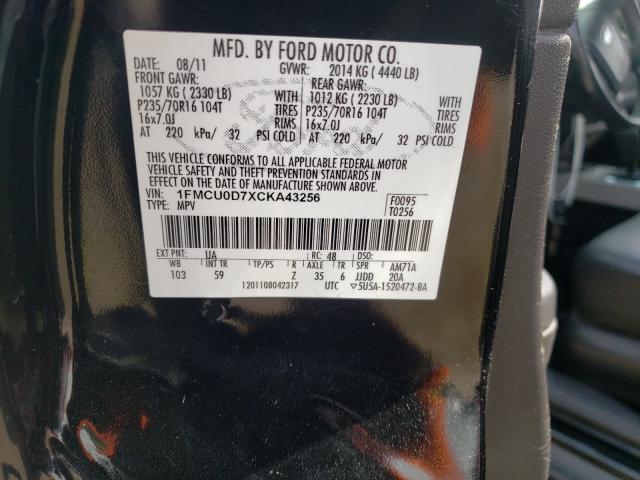 MFD. BY FORD MOTOR CO.
DATE: 08/11 GVWR: 2014 KG ( 4440 LB)
FRONT GAWR: REAR GAWR:
1057 KG ( 2330 LB) WITH 1012 KG ( 2230 LB) WITH
P235/70R16 104T TIRES P235/70R16 104T TIRES
16x7.0J RIMS 16x7.0J RIMS
AT 220 kPa/ 32 PSI COLD AT 220 kPa/ 32 PSI COLD
THIS VEHICLE CONFORMS TO ALL APPLICABLE FEDERAL MOTOR
VEHICLE SAFETY AND THEFT PREVENTION STANDARDS IN
EFFECT ON THE DATE OF MANUFACTURE SHOWN ABOVE.
VIN: 1FMCU0D7XCKA43256 F0095
TYPE: MPV T0256
EXT PNT: UA RC: 48 DSO:
WB INT TR TP/PS R AXLE TR SPR AM71A
103 59 Z 35 6 JJDD 20A
1201108042317 UTC ▽5U5A-1520472-BA